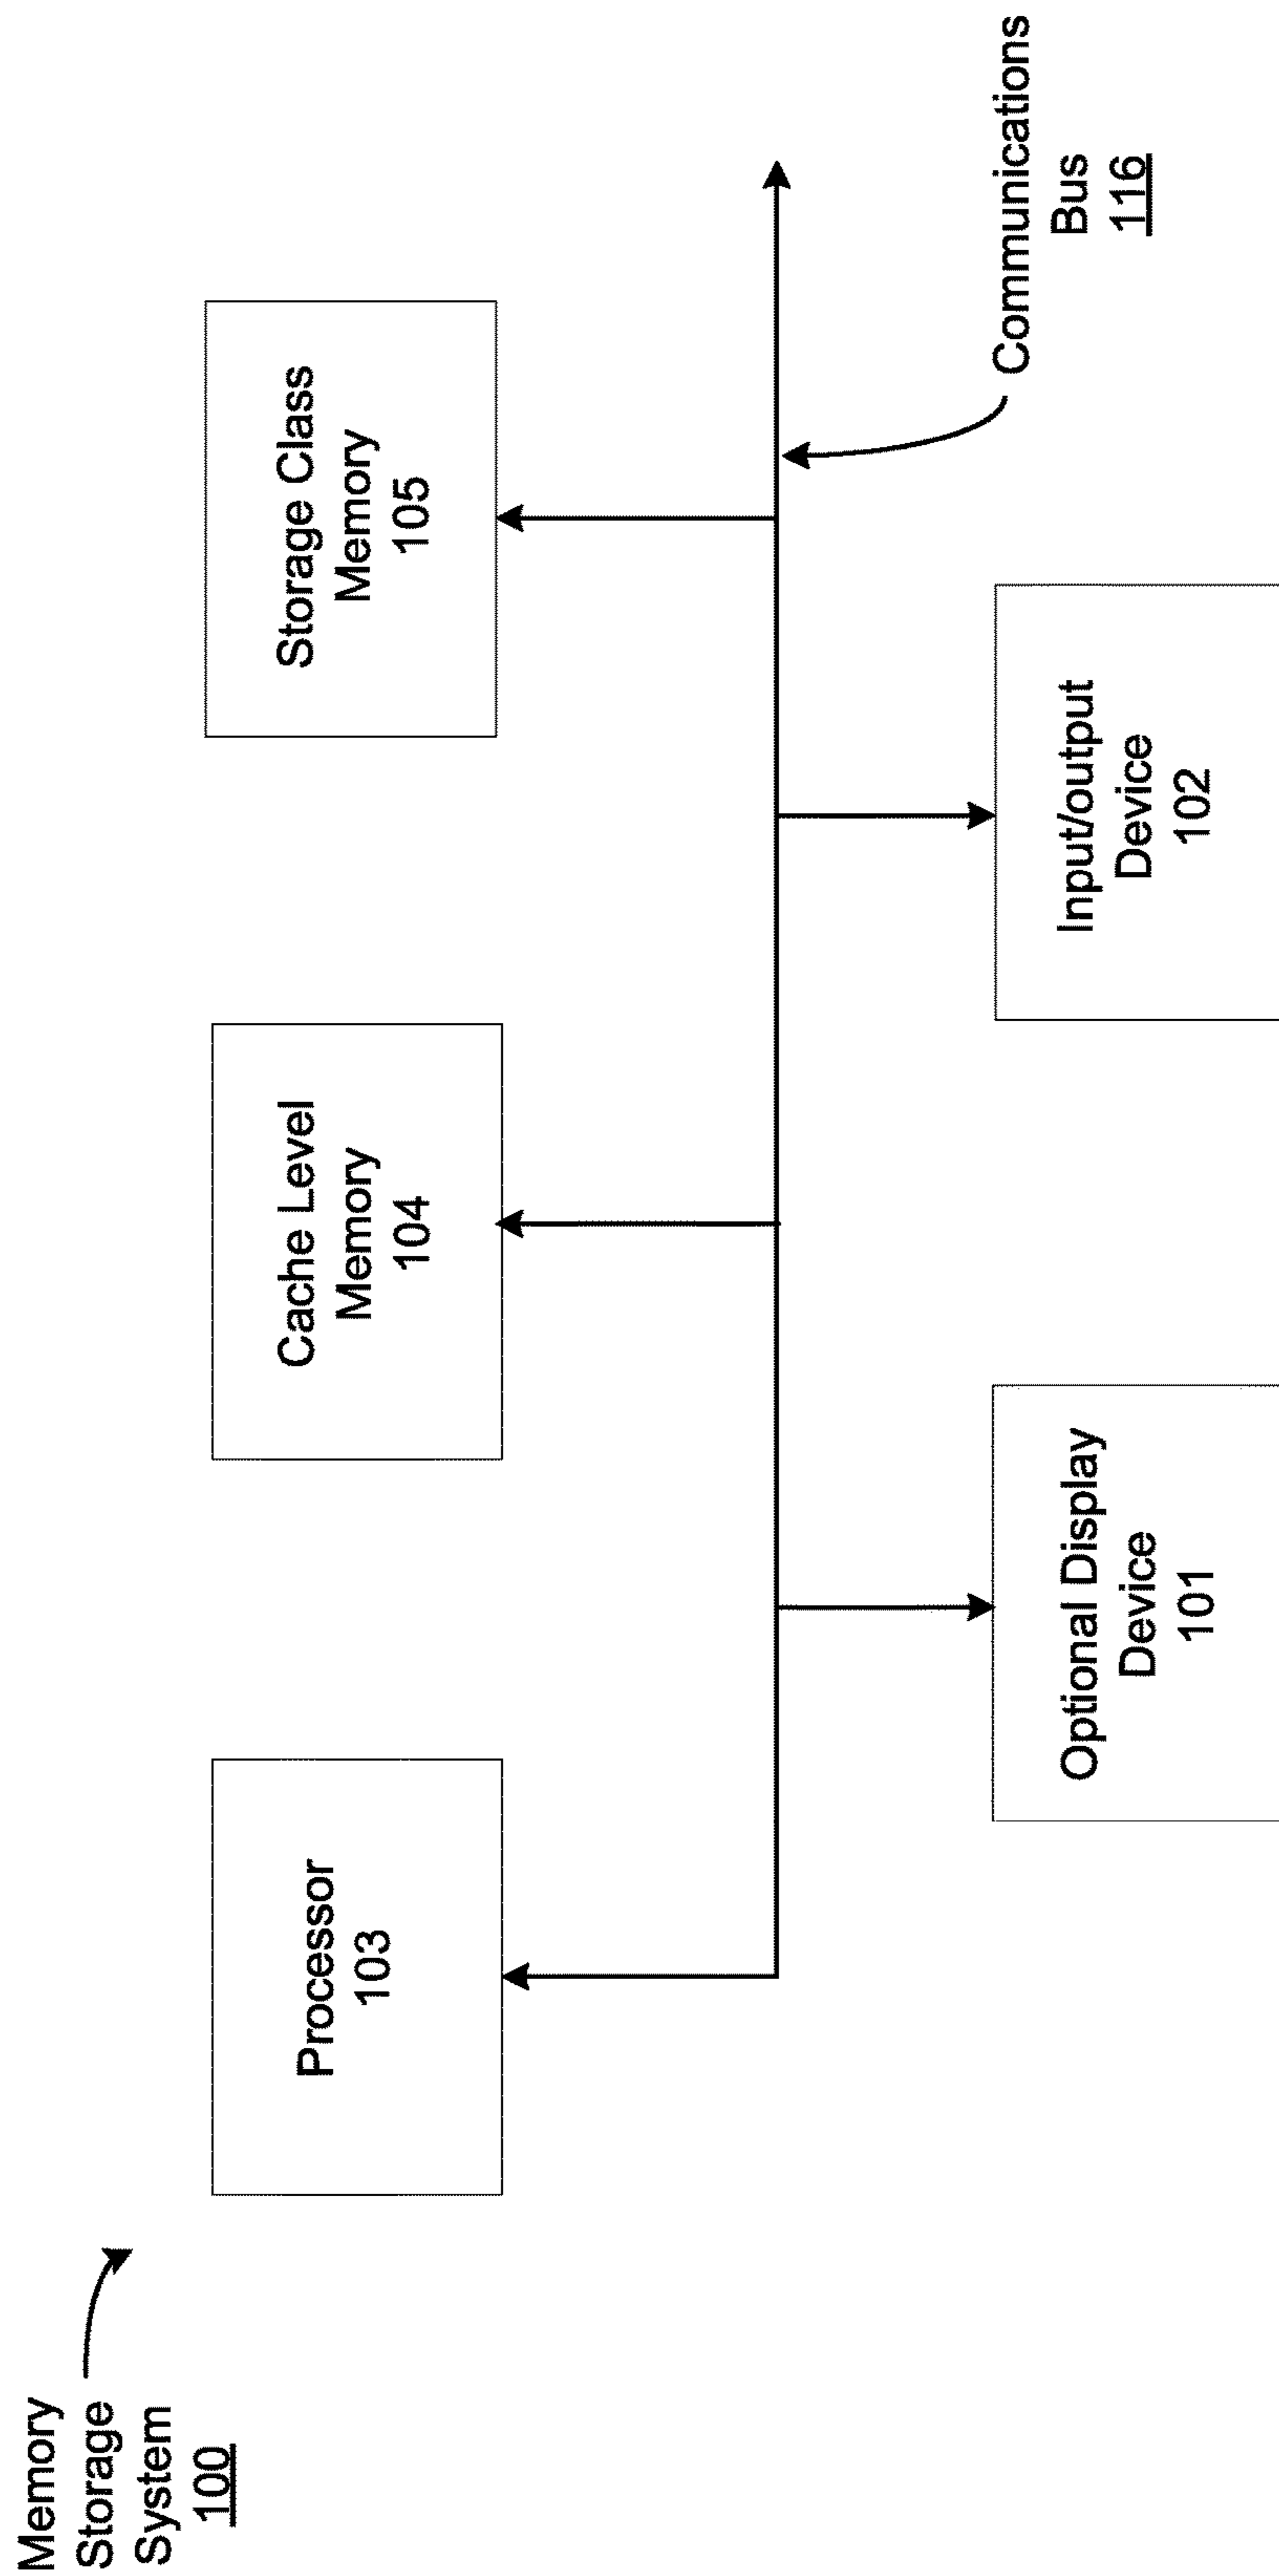 Memory
Storage
System
100
Processor
103
Cache Level
Memory
104
Storage Class
Memory
105
Optional Display
Device
101
Input/output
Device
102
Communications
Bus
116